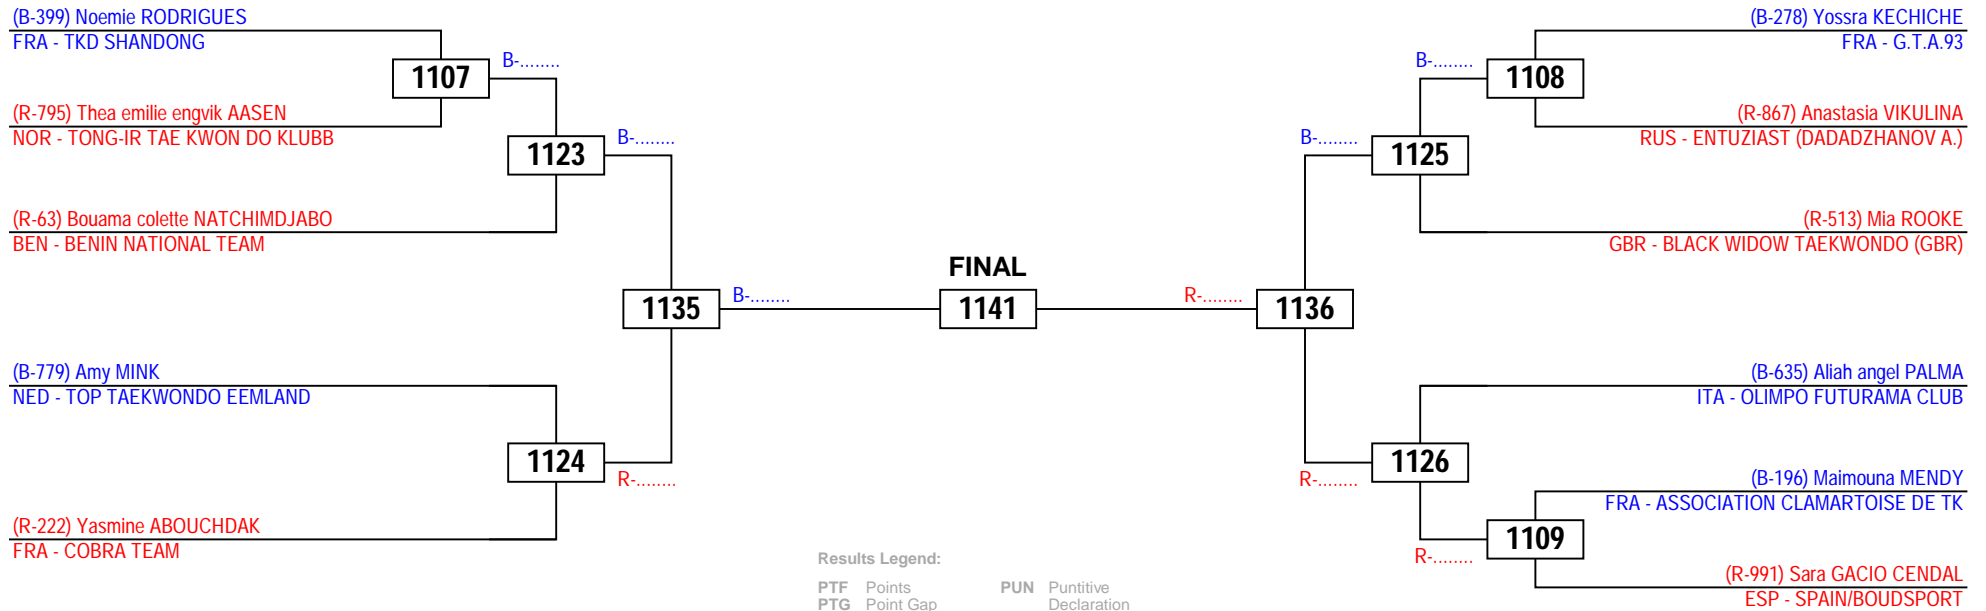 (B-399) Noemie RODRIGUES
FRA - TKD SHANDONG
B-........
1107
(R-795) Thea emilie engvik AASEN
NOR - TONG-IR TAE KWON DO KLUBB
B-........
1123
(R-63) Bouama colette NATCHIMDJABO
BEN - BENIN NATIONAL TEAM
1135
B-........
(B-779) Amy MINK
NED - TOP TAEKWONDO EEMLAND
1124
R-........
(R-222) Yasmine ABOUCHDAK
FRA - COBRA TEAM
FINAL
1141
(B-278) Yossra KECHICHE
FRA - G.T.A.93
B-........
1108
(R-867) Anastasia VIKULINA
RUS - ENTUZIAST (DADADZHANOV A.)
B-........
1125
(R-513) Mia ROOKE
GBR - BLACK WIDOW TAEKWONDO (GBR)
R-........
1136
(B-635) Aliah angel PALMA
ITA - OLIMPO FUTURAMA CLUB
1126
R-........
(B-196) Maimouna MENDY
FRA - ASSOCIATION CLAMARTOISE DE TK
1109
R-........
(R-991) Sara GACIO CENDAL
ESP - SPAIN/BOUDSPORT
Results Legend:
PTF Points PUN Puntitive
PTG Point Gap Declaration